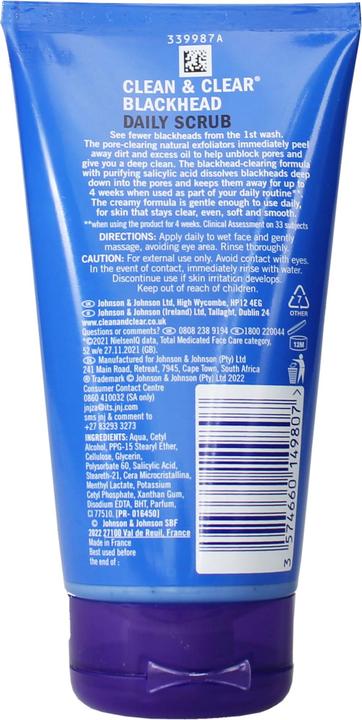 339987A
CLEAN & CLEAR®
BLACKHEAD
DAILY SCRUB
See fewer blackheads from the 1st wash.
The pore-clearing natural exfoliators immediately peel
away dirt and excess oil to help unblock pores and
give you a deep clean. The blackhead-clearing formula
with purifying salicylic acid dissolves blackheads deep
down into the pores and keeps them away for up to
4 weeks when used as part of your daily routine**.
The creamy formula is gentle enough to use daily,
for skin that stays clear, even, soft and smooth.
**when using the product for 4 weeks. Clinical Assessment on 33 subjects
DIRECTIONS: Apply daily to wet face and gently
massage, avoiding eye area. Rinse thoroughly.
CAUTION: For external use only. Avoid contact with eyes.
In the event of contact, immediately rinse with water.
Discontinue use if skin irritation develops.
Keep out of reach of children.
GB Johnson & Johnson Ltd, High Wycombe, HP12 4EG
Johnson & Johnson (Ireland) Ltd, Tallaght, Dublin 24
www.cleanandclear.co.uk
Questions or comments? 0808 238 9194 1800 220044
*©2021 NielsenIQ data, Total Medicated Face Care category,
52 w/e 27.11.2021 (GB).
Manufactured for Johnson & Johnson (Pty) Ltd
241 Main Road, Retreat, 7945, Cape Town, South Africa
® Trademark © Johnson & Johnson (Pty) Ltd 2022
Consumer Contact Centre
0860 410032 (SA only)
jnjza@its.jnj.com
sms jnj & comment to
+27 83293 3273
INGREDIENTS: Aqua, Cetyl
Alcohol, PPG-15 Stearyl Ether,
Cellulose, Glycerin,
Polysorbate 60, Salicylic Acid,
Steareth-21, Cera Microcristallina,
Menthyl Lactate, Potassium
Cetyl Phosphate, Xanthan Gum,
Disodium EDTA, BHT, Parfum,
CI 77510. [PR- 016450]
© Johnson & Johnson SBF
2022 27100 Val de Reuil, France
Made in France
Best used before
the end of :
7
OTHER
12M
3 574660 149807